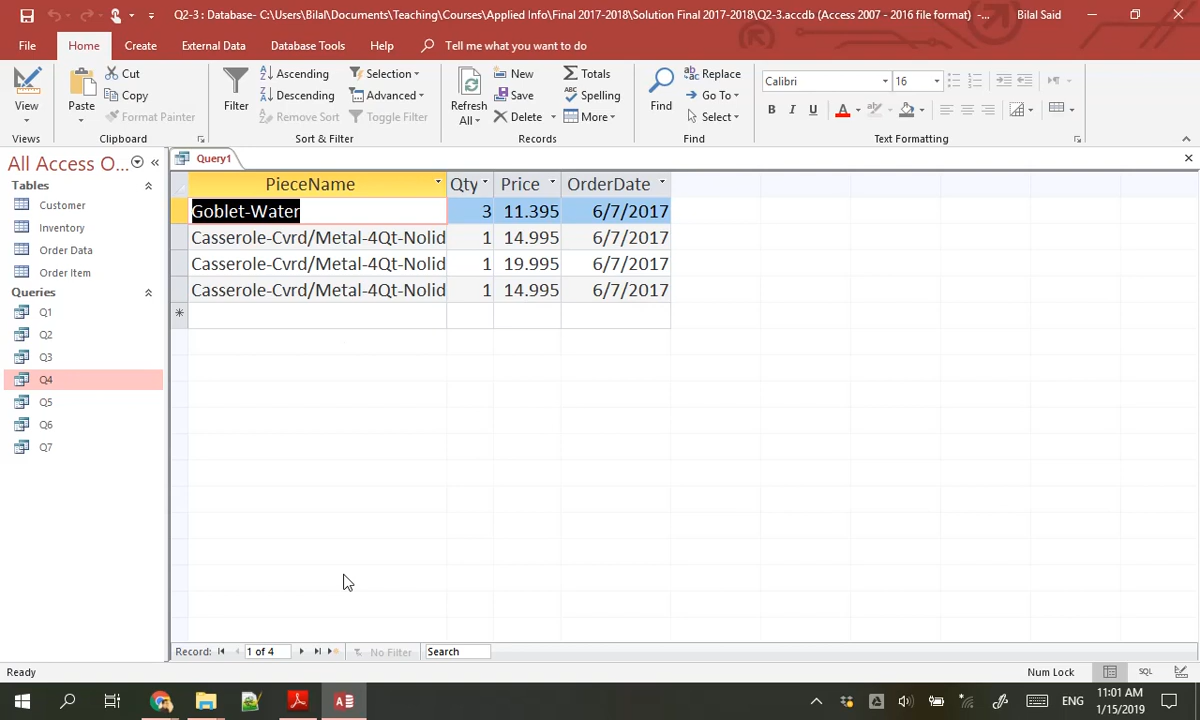 Q2-3 : Database- C:\Users\Bilal\Documents\Teaching\Courses\Applied Info\Final 2017-2018\Solution Final 2017-2018\Q2-3.accdb (Access 2007 - 2016 file format) -... Bilal Said
File Home Create External Data Database Tools Help Tell me what you want to do
View
Views
Paste
Cut
Copy
Format Painter
Clipboard
Filter
Ascending
Descending
Remove Sort
Selection
Advanced
Toggle Filter
Sort & Filter
Refresh
All
New
Save
Delete
Totals
Spelling
More
Records
Find
Replace
Go To
Select
Find
Calibri 16
B I U A
Text Formatting
All Access O...
Tables
Customer
Inventory
Order Data
Order Item
Queries
Q1
Q2
Q3
Q4
Q5
Q6
Q7
Query1
PieceName Qty Price OrderDate
Goblet-Water 3 11.395 6/7/2017
Casserole-Cvrd/Metal-4Qt-Nolid 1 14.995 6/7/2017
Casserole-Cvrd/Metal-4Qt-Nolid 1 19.995 6/7/2017
Casserole-Cvrd/Metal-4Qt-Nolid 1 14.995 6/7/2017
*
Record: 1 of 4 No Filter Search
Ready Num Lock SQL
ENG 11:01 AM
1/15/2019